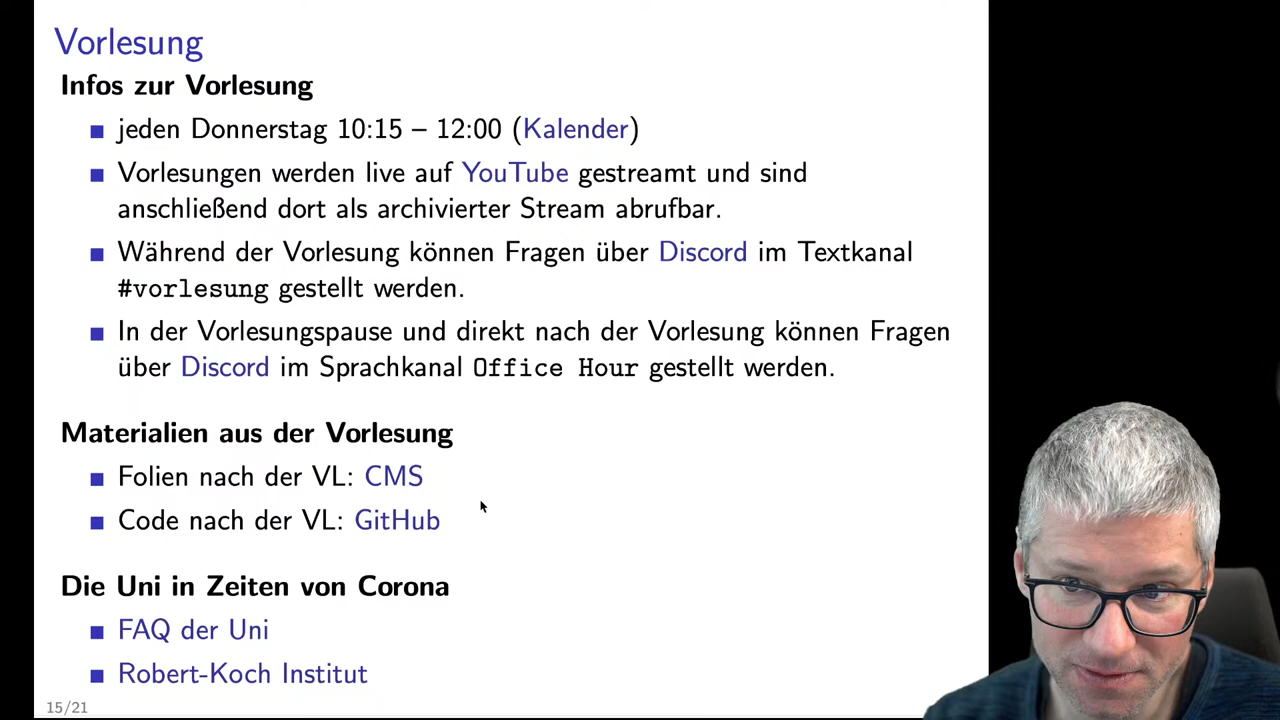 Vorlesung
Infos zur Vorlesung
jeden Donnerstag 10:15 – 12:00 (Kalender)
Vorlesungen werden live auf YouTube gestreamt und sind
anschließend dort als archivierter Stream abrufbar.
Während der Vorlesung können Fragen über Discord im Textkanal
#vorlesung gestellt werden.
In der Vorlesungspause und direkt nach der Vorlesung können Fragen
über Discord im Sprachkanal Office Hour gestellt werden.
Materialien aus der Vorlesung
Folien nach der VL: CMS
Code nach der VL: GitHub
Die Uni in Zeiten von Corona
FAQ der Uni
Robert-Koch Institut
15/21